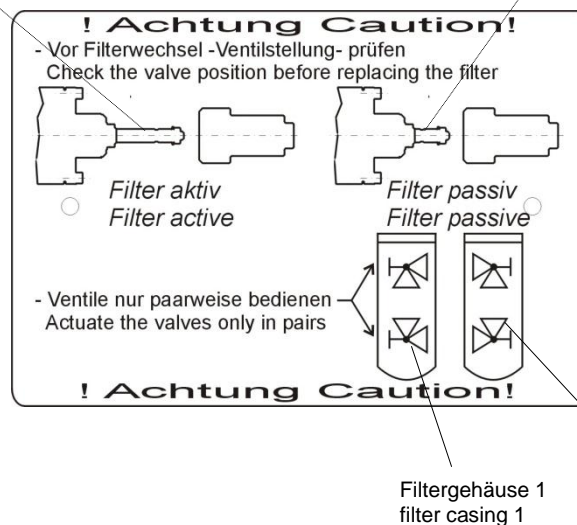 ! Achtung Caution!
- Vor Filterwechsel -Ventilstellung- prüfen
Check the valve position before replacing the filter
Filter aktiv
Filter active
Filter passiv
Filter passive
- Ventile nur paarweise bedienen
Actuate the valves only in pairs
! Achtung Caution!
Filtergehäuse 1
filter casing 1